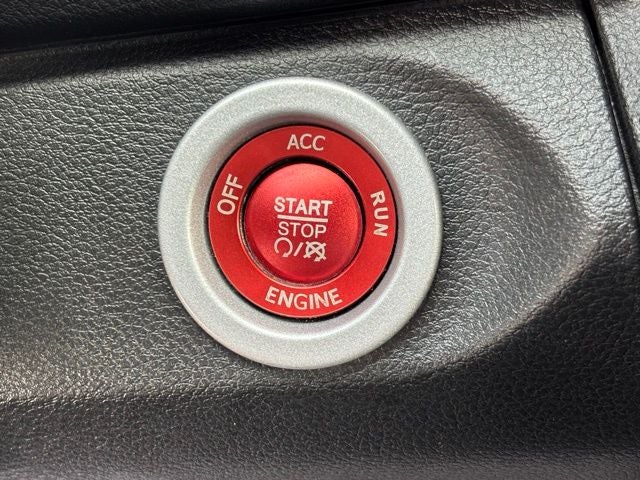 ACC
OFF
RUN
START
STOP
ENGINE